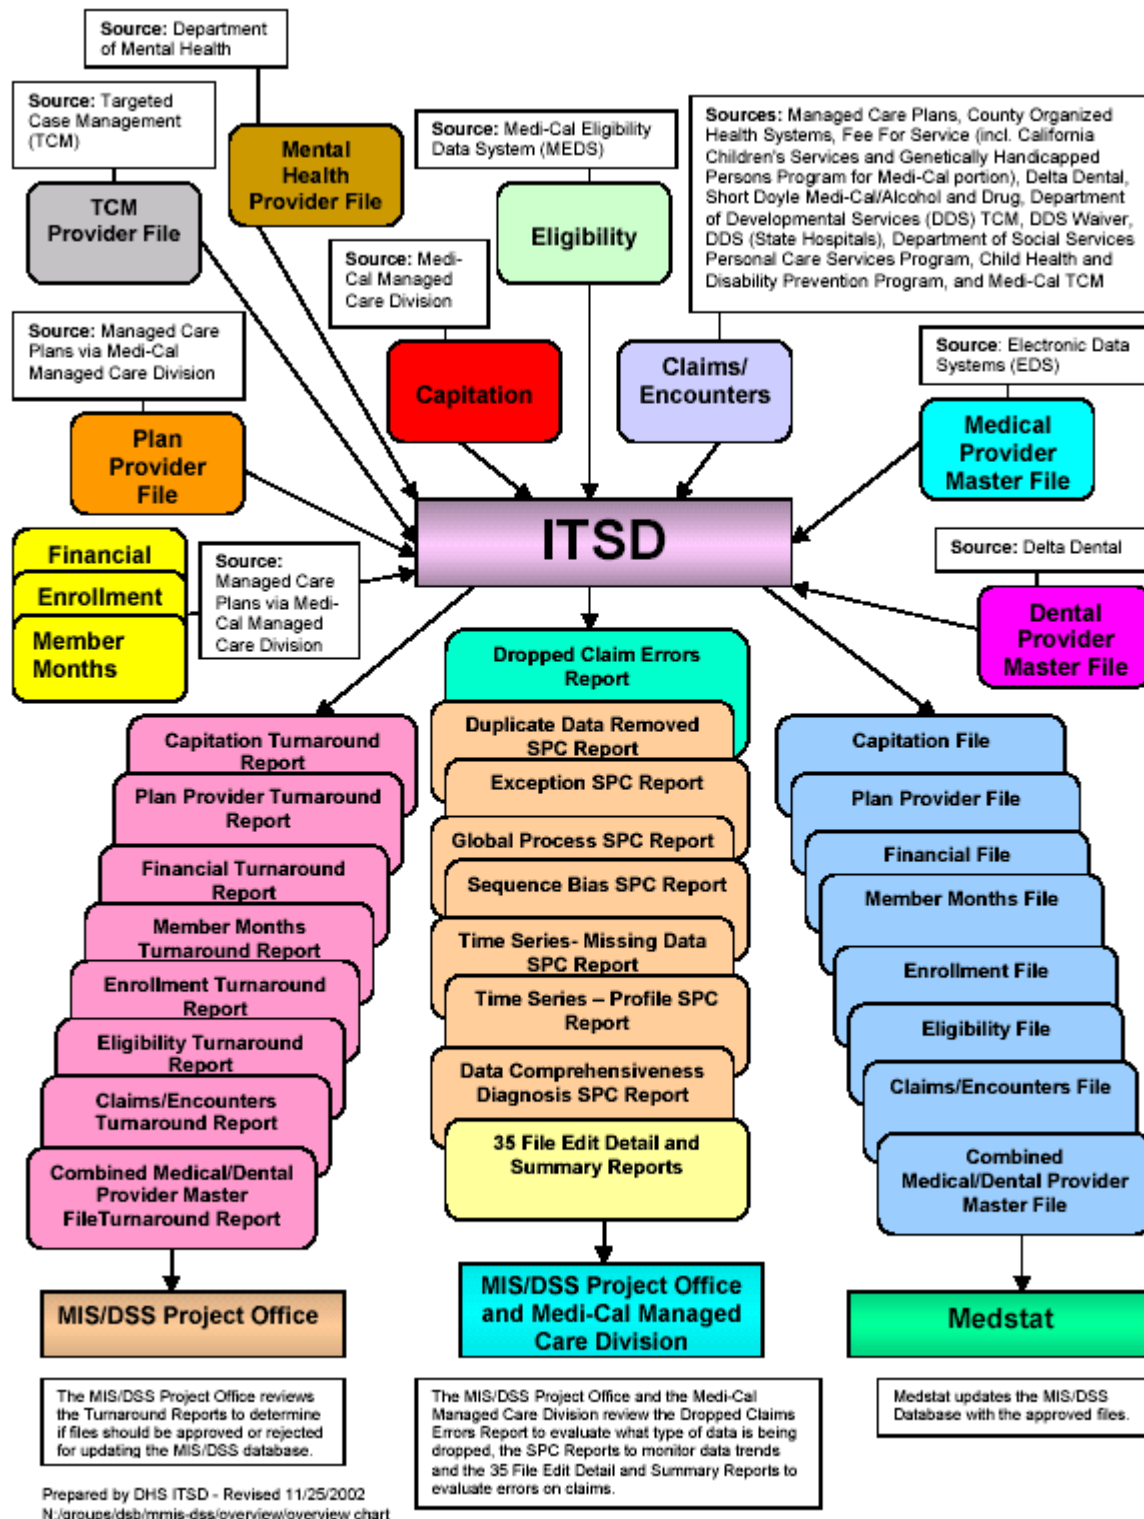 Source: Department
of Mental Health
Source: Targeted
Case Management
(TCM)
Mental
Health
Provider File
Source: Medi-Cal Eligibility
Data System (MEDS)
Sources: Managed Care Plans, County Organized
Health Systems, Fee For Service (incl. California
Children's Services and Genetically Handicapped
Persons Program for Medi-Cal portion), Delta Dental,
Short Doyle Medi-Cal/Alcohol and Drug, Department
of Developmental Services (DDS) TCM, DDS Waiver,
DDS (State Hospitals), Department of Social Services
Personal Care Services Program, Child Health and
Disability Prevention Program, and Medi-Cal TCM
TCM
Provider File
Eligibility
Source: Medi-
Cal Managed
Care Division
Source: Managed Care
Plans via Medi-Cal
Managed Care Division
Capitation
Claims/
Encounters
Source: Electronic Data
Systems (EDS)
Plan
Provider
File
Medical
Provider
Master File
ITSD
Financial
Enrollment
Member
Months
Source:
Managed Care
Plans via Medi-
Cal Managed
Care Division
Source: Delta Dental
Dental
Provider
Master File
Capitation Turnaround
Report
Plan Provider Turnaround
Report
Financial Turnaround
Report
Member Months
Turnaround Report
Enrollment Turnaround
Report
Eligibility Turnaround
Report
Claims/Encounters
Turnaround Report
Combined Medical/Dental
Provider Master
FileTurnaround Report
Dropped Claim Errors
Report
Duplicate Data Removed
SPC Report
Exception SPC Report
Global Process SPC Report
Sequence Bias SPC Report
Time Series- Missing Data
SPC Report
Time Series – Profile SPC
Report
Data Comprehensiveness
Diagnosis SPC Report
35 File Edit Detail and
Summary Reports
Capitation File
Plan Provider File
Financial File
Member Months File
Enrollment File
Eligibility File
Claims/Encounters File
Combined
Medical/Dental Provider
Master File
MIS/DSS Project Office
MIS/DSS Project Office
and Medi-Cal Managed
Care Division
Medstat
The MIS/DSS Project Office reviews
the Turnaround Reports to determine
if files should be approved or rejected
for updating the MIS/DSS database.
The MIS/DSS Project Office and the Medi-Cal
Managed Care Division review the Dropped Claims
Errors Report to evaluate what type of data is being
dropped, the SPC Reports to monitor data trends
and the 35 File Edit Detail and Summary Reports to
evaluate errors on claims.
Medstat updates the MIS/DSS
Database with the approved files.
Prepared by DHS ITSD - Revised 11/25/2002
N:/groups/dsb/mmis-dss/overview/overview chart